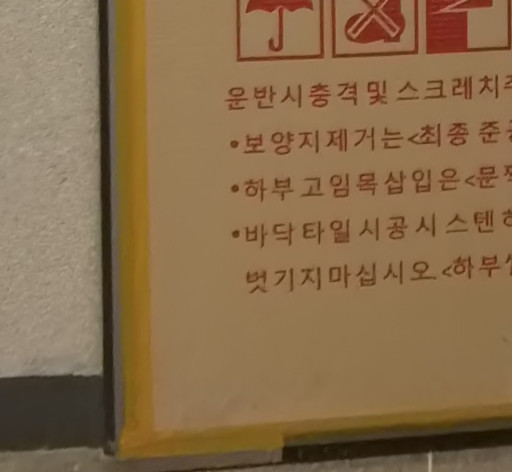 운반시충격및 스크레치
•보양지제거는<최종 준
•하부고임목삽입은<문
•바닥타일시공시 스텐
벗기지마십시오<하부